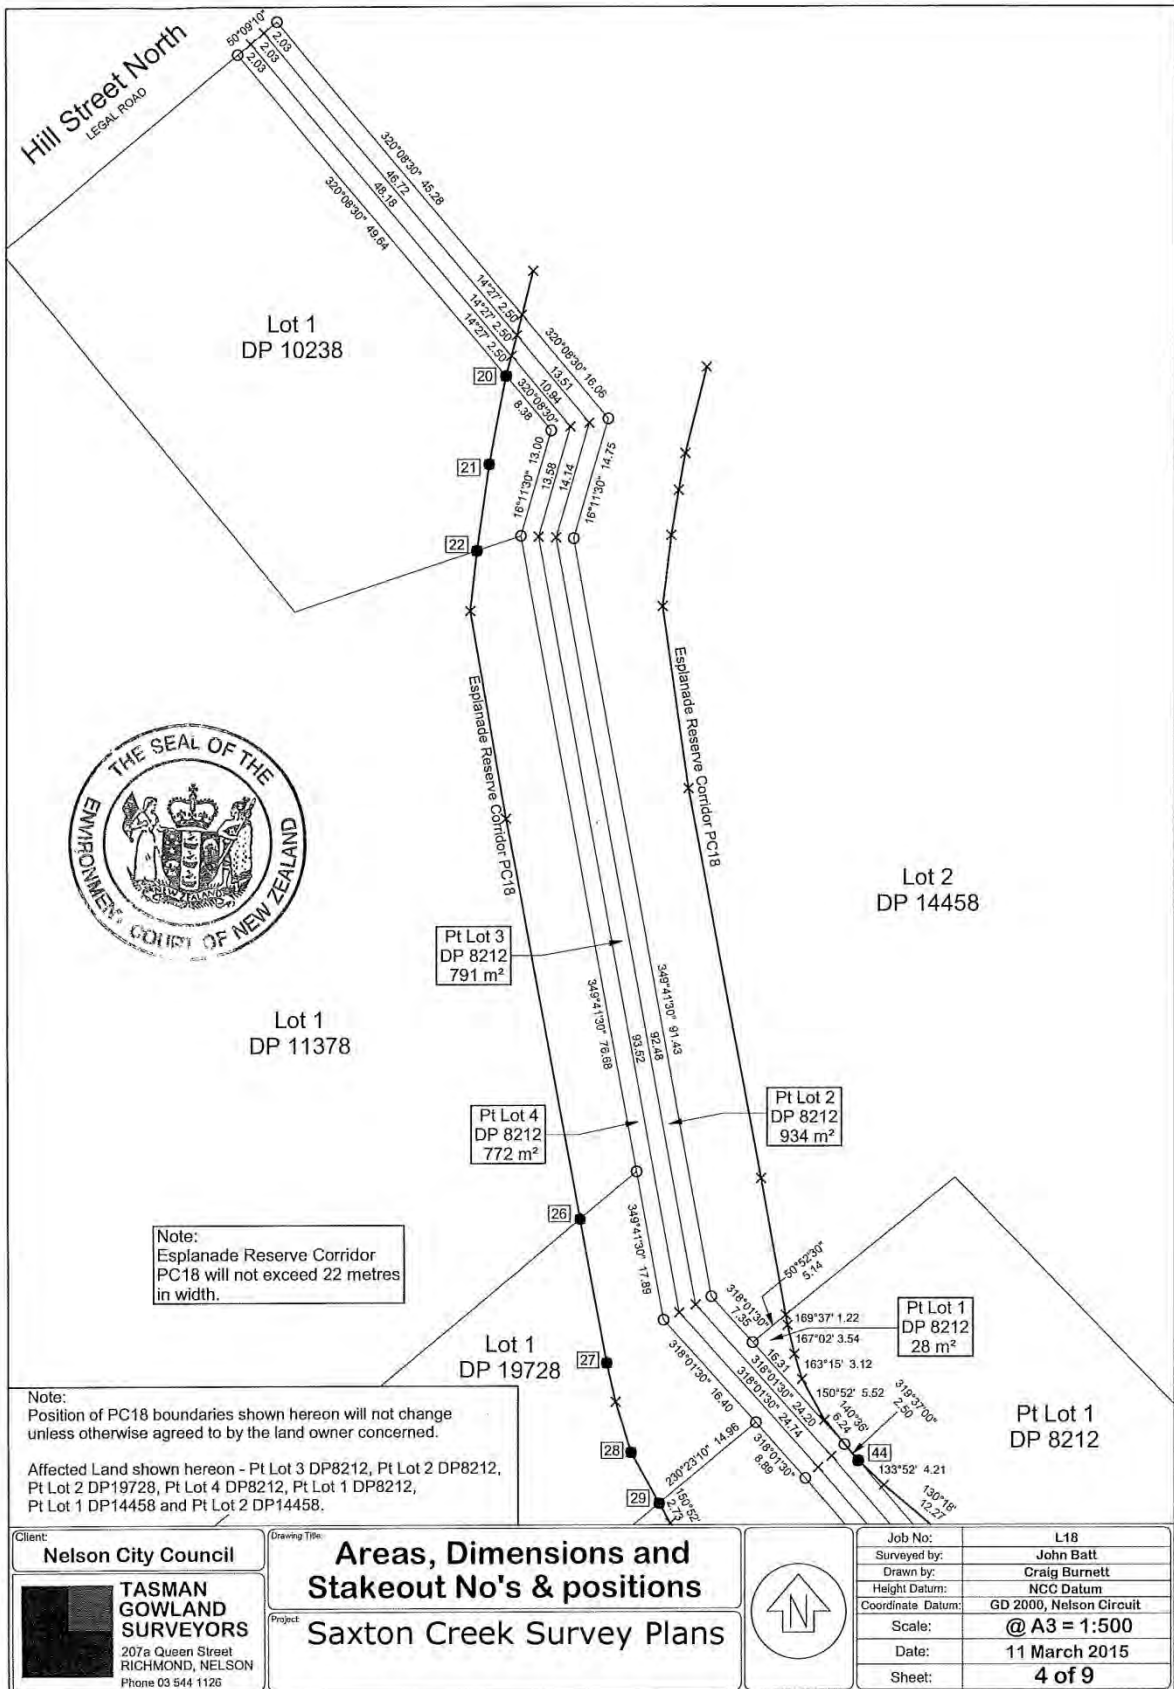 Hill Street North
LEGAL ROAD
50°09'10"
2.03
2.03
2.03
320°08'30" 45.28
46.72
48.18
320°08'30" 49.64
14°27' 2.50
14°27' 2.50
14°27' 2.50
320°08'30" 16.06
13.51
10.94
320°08'30"
8.38
Lot 1
DP 10238
20
21
22
16°11'30" 13.00
13.58
14.14
16°11'30" 14.75
Esplanade Reserve Corridor PC18
Esplanade Reserve Corridor PC18
THE SEAL OF THE
ENVIRONMENT COURT OF NEW ZEALAND
NEW ZEALAND
Lot 2
DP 14458
Pt Lot 3
DP 8212
791 m²
Lot 1
DP 11378
349°41'30" 76.68
93.52
92.48
349°41'30" 91.43
Pt Lot 4
DP 8212
772 m²
Pt Lot 2
DP 8212
934 m²
26
Note:
Esplanade Reserve Corridor
PC18 will not exceed 22 metres
in width.
349°41'30" 17.89
318°01'30"
7.35
50°52'30"
5.14
169°37' 1.22
167°02' 3.54
163°15' 3.12
150°52' 5.52
Pt Lot 1
DP 8212
28 m²
Lot 1
DP 19728
27
318°01'30" 16.40
16.31
318°01'30" 24.20
318°01'30" 24.74
140°36'
6.24
319°37'00"
2.50
44
Pt Lot 1
DP 8212
133°52' 4.21
130°18'
12.27
28
29
230°23'10" 14.96
318°01'30"
8.89
150°52'
2.73
Note:
Position of PC18 boundaries shown hereon will not change
unless otherwise agreed to by the land owner concerned.
Affected Land shown hereon - Pt Lot 3 DP8212, Pt Lot 2 DP8212,
Pt Lot 2 DP19728, Pt Lot 4 DP8212, Pt Lot 1 DP8212,
Pt Lot 1 DP14458 and Pt Lot 2 DP14458.
Client:
Nelson City Council
TASMAN
GOWLAND
SURVEYORS
207a Queen Street
RICHMOND, NELSON
Phone 03 544 1126
Drawing Title:
Areas, Dimensions and
Stakeout No's & positions
Project:
Saxton Creek Survey Plans
N
Job No: L18
Surveyed by: John Batt
Drawn by: Craig Burnett
Height Datum: NCC Datum
Coordinate Datum: GD 2000, Nelson Circuit
Scale: @ A3 = 1:500
Date: 11 March 2015
Sheet: 4 of 9